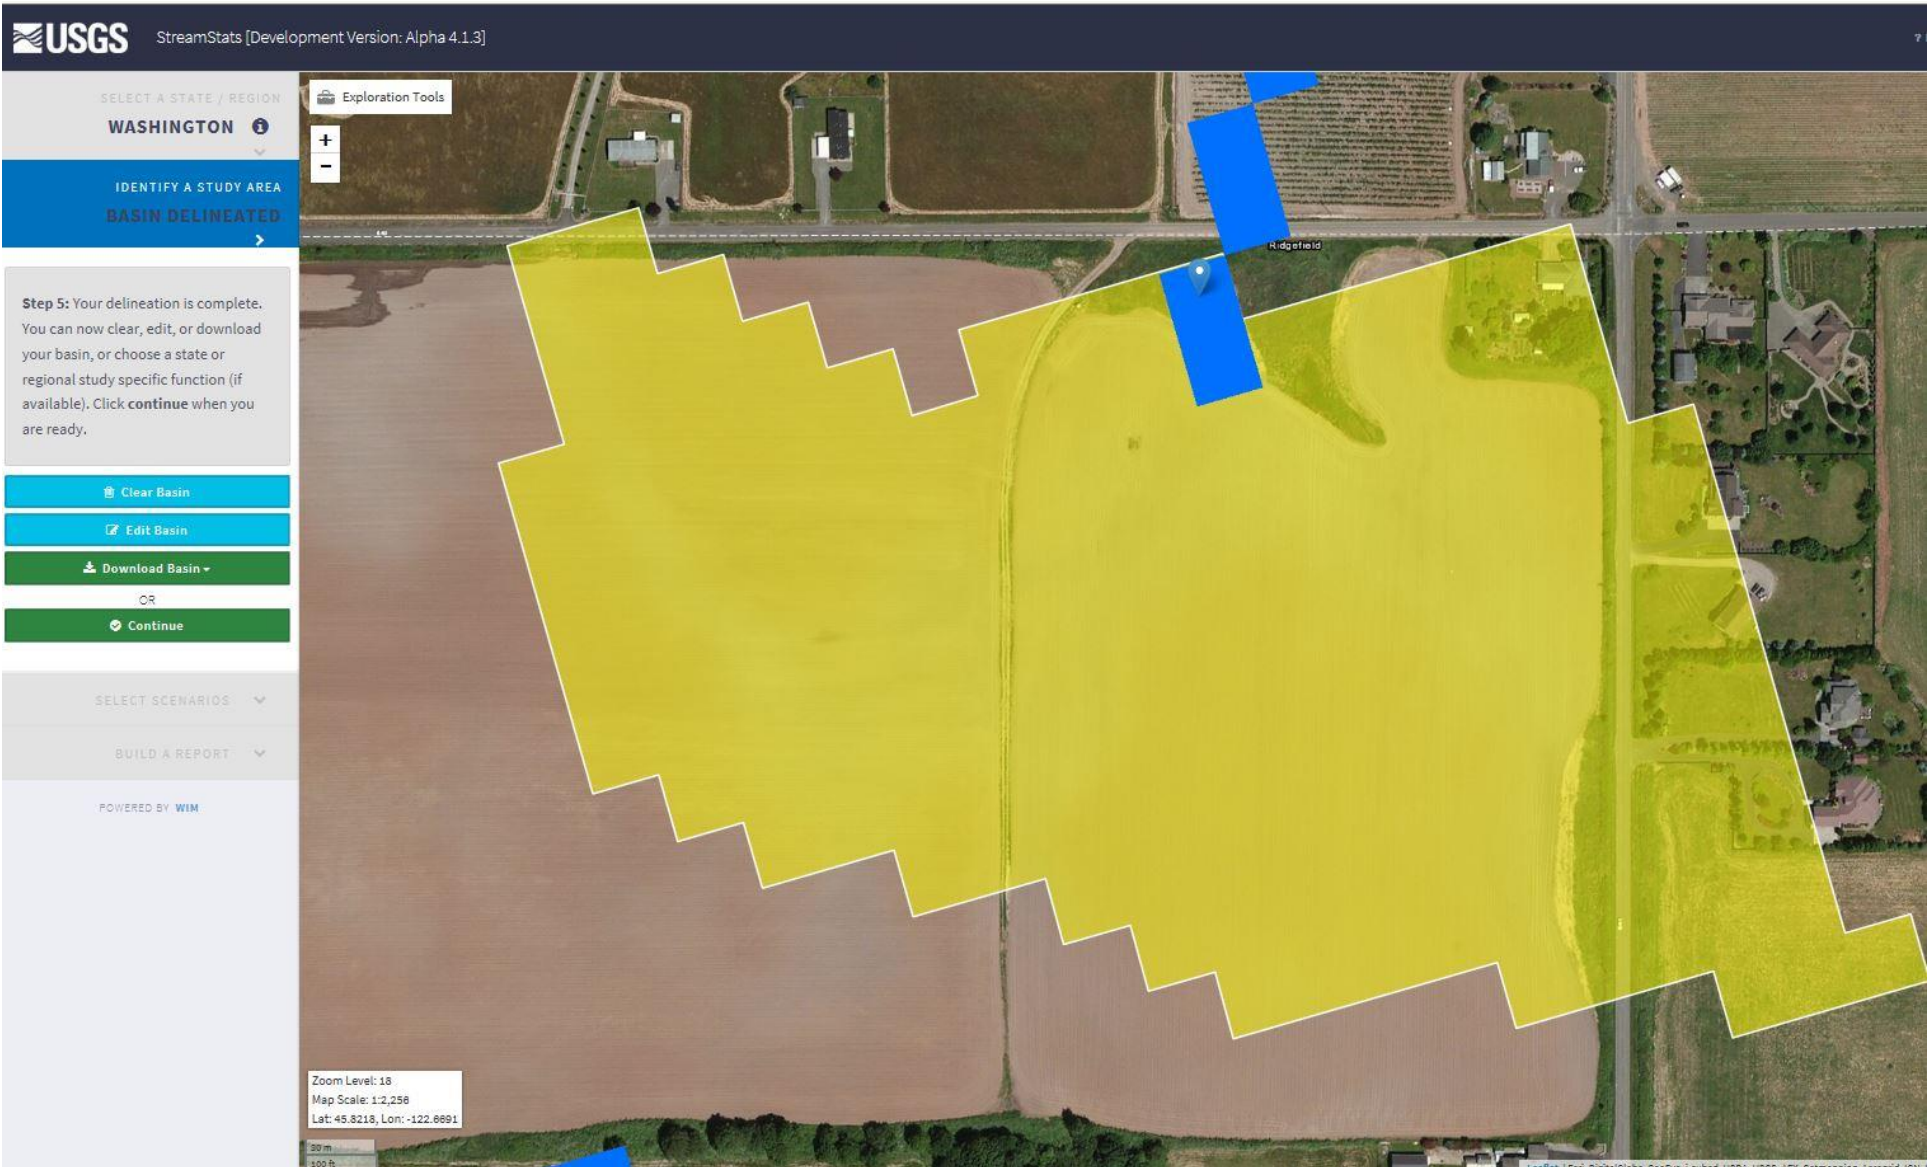 USGS
StreamStats [Development Version: Alpha 4.1.3]
?
SELECT A STATE / REGION
WASHINGTON
IDENTIFY A STUDY AREA
BASIN DELINEATED
Step 5: Your delineation is complete.
You can now clear, edit, or download
your basin, or choose a state or
regional study specific function (if
available). Click continue when you
are ready.
Clear Basin
Edit Basin
Download Basin
OR
Continue
SELECT SCENARIOS
BUILD A REPORT
POWERED BY WIM
Exploration Tools
+
-
Ridgefield
Zoom Level: 18
Map Scale: 1:2,256
Lat: 45.8218, Lon: -122.6691
100 ft